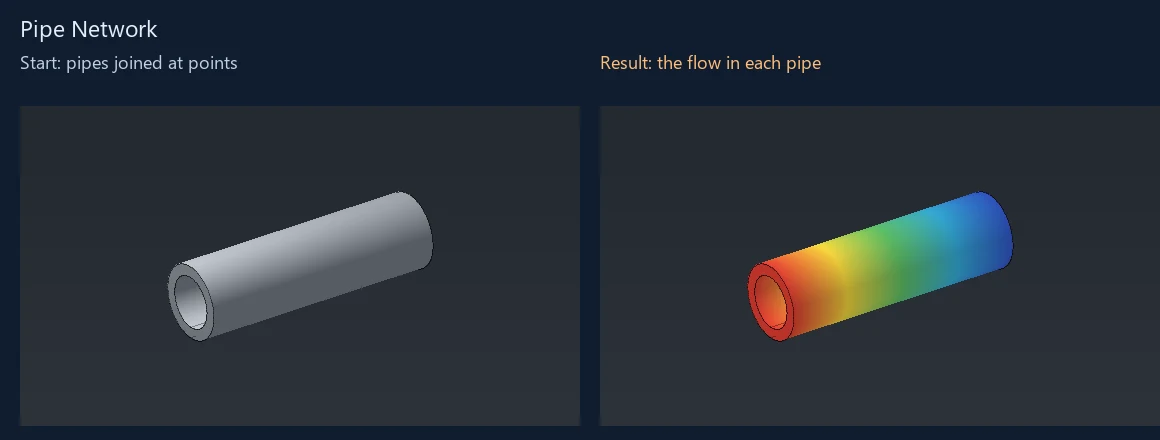 Pipe Network
Start: pipes joined at points
Result: the flow in each pipe